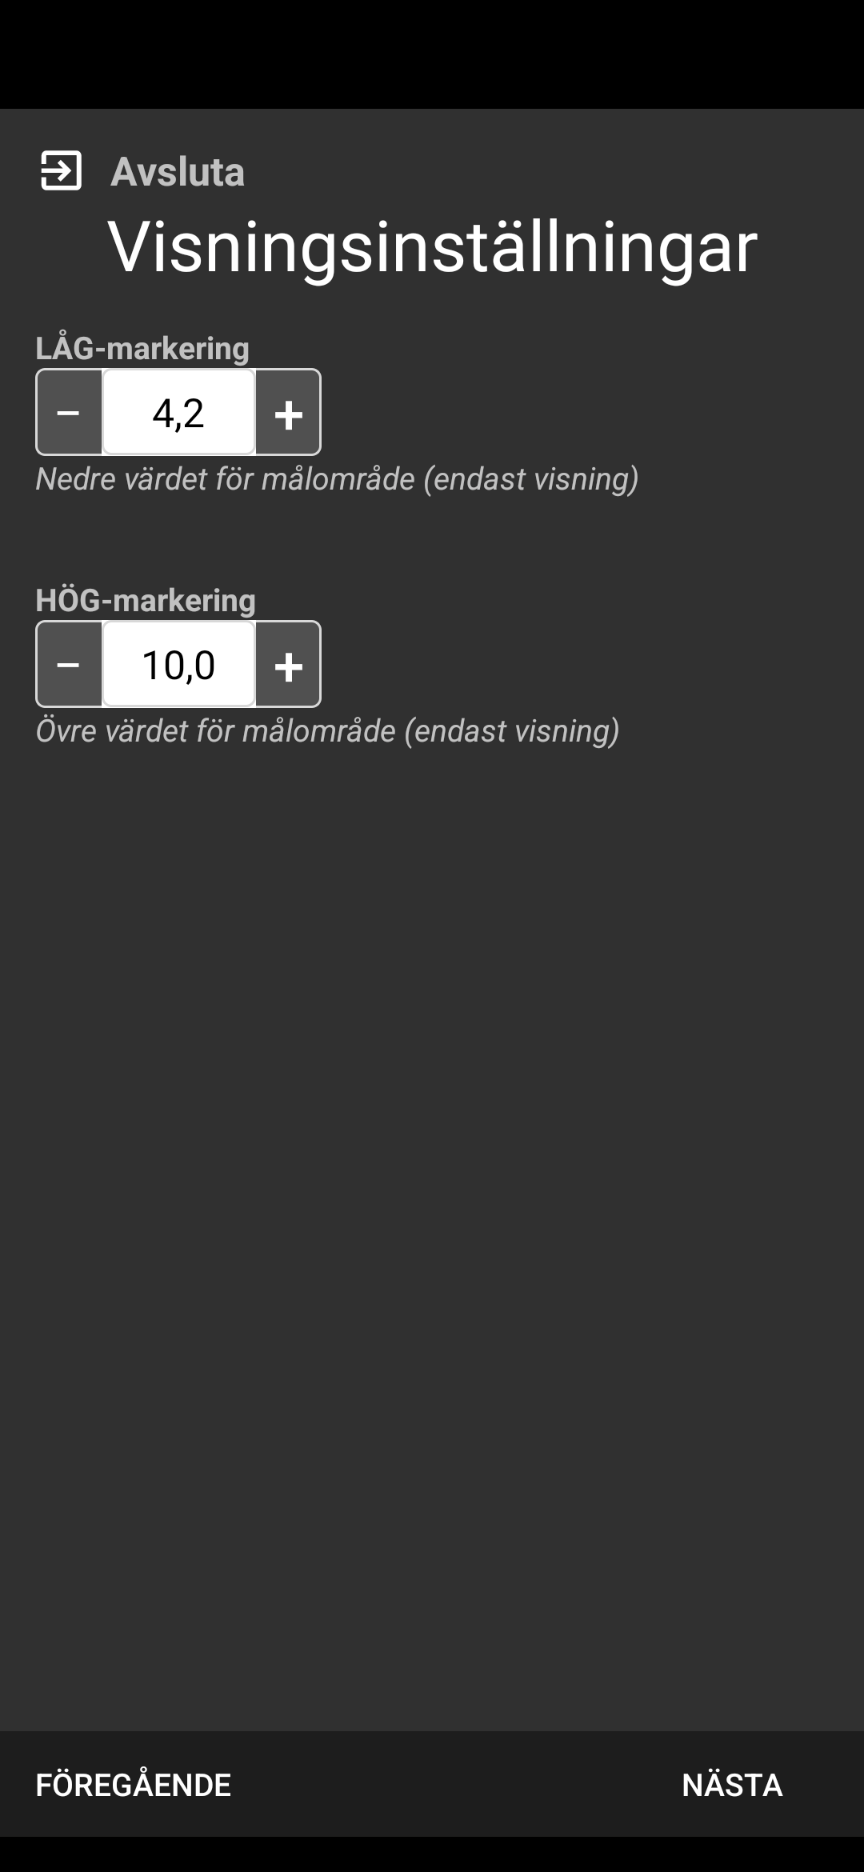 Avsluta
Visningsinställningar
LÅG-markering
− 4,2 +
Nedre värdet för målområde (endast visning)
HÖG-markering
− 10,0 +
Övre värdet för målområde (endast visning)
FÖREGÅENDE NÄSTA